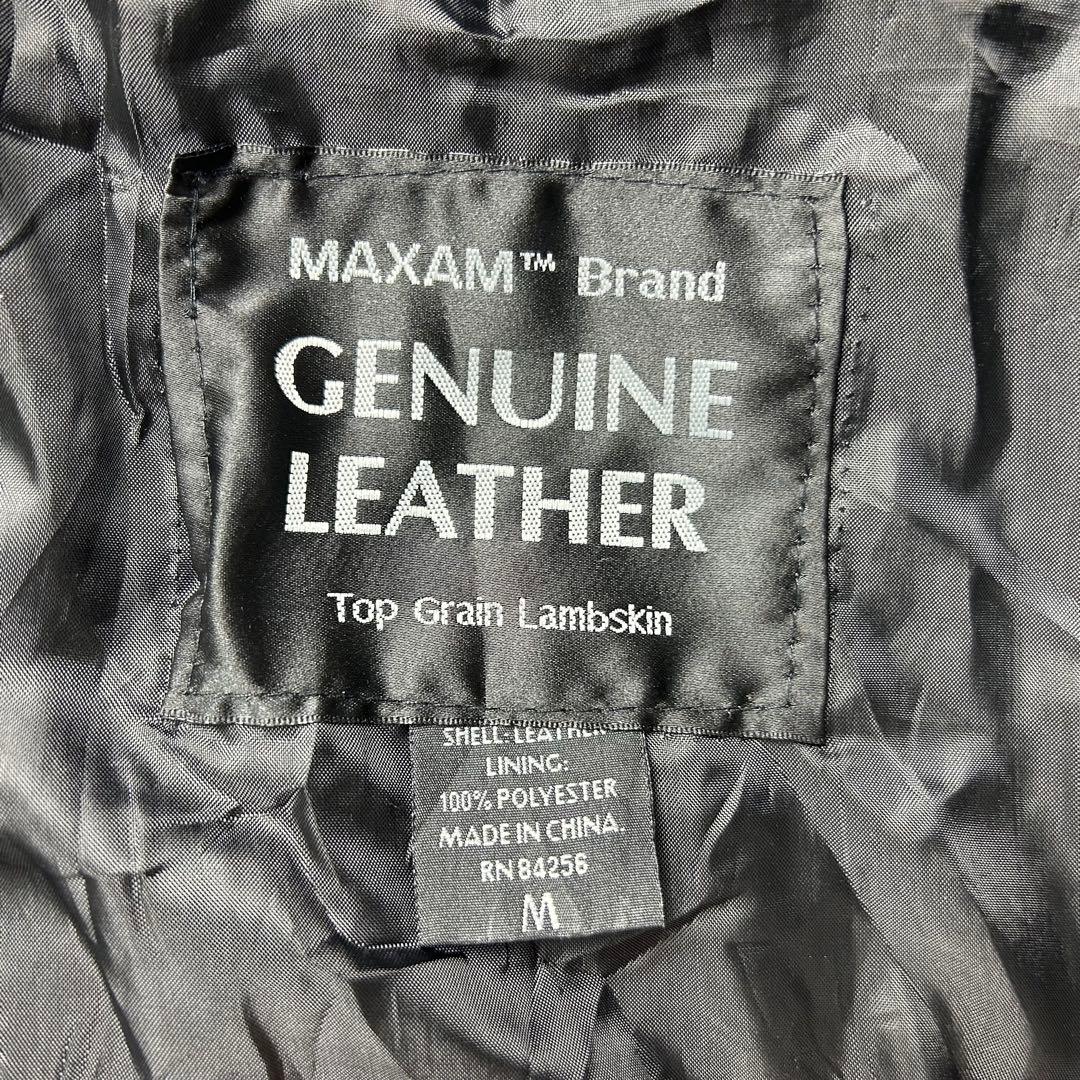 MAXAM™ Brand
GENUINE
LEATHER
Top Grain Lambskin
SHELL: LEATHER
LINING:
100% POLYESTER
MADE IN CHINA.
RN 84256
M